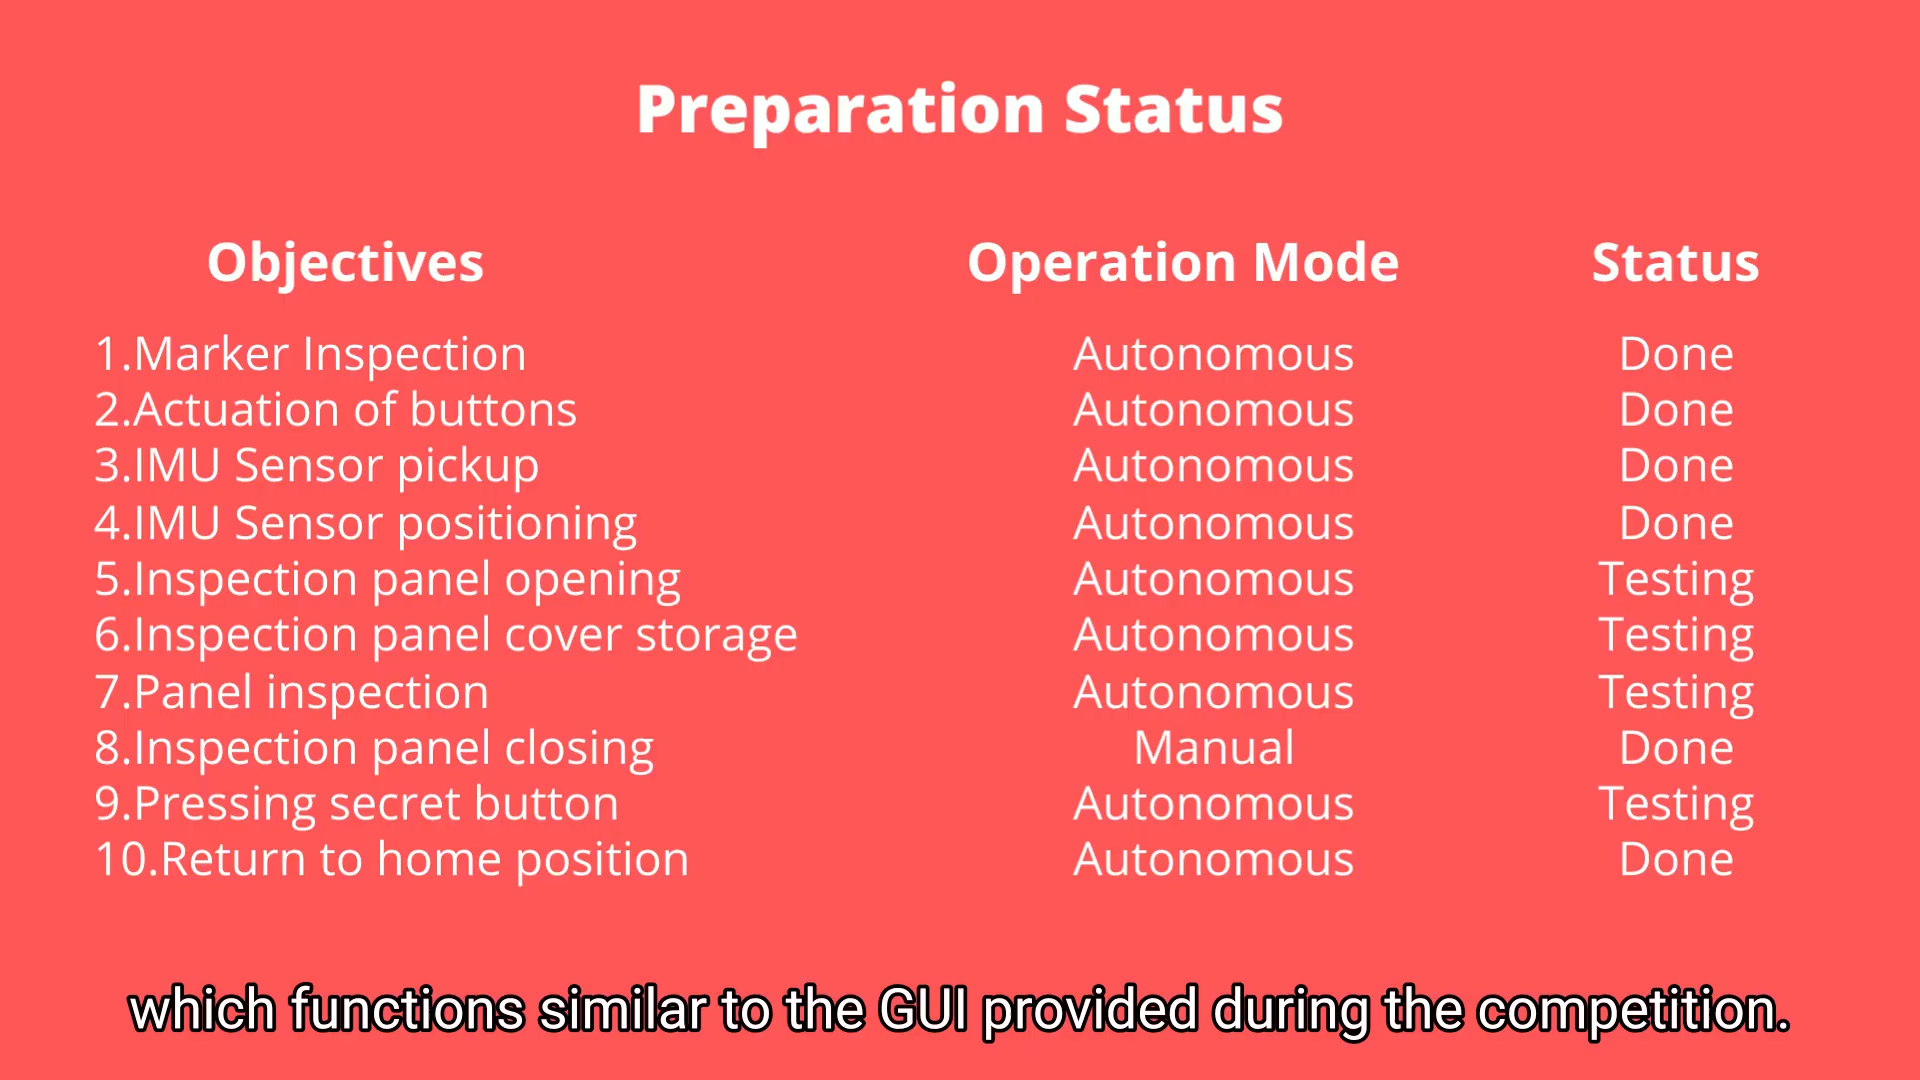 Preparation Status
Objectives Operation Mode Status
1.Marker Inspection Autonomous Done
2.Actuation of buttons Autonomous Done
3.IMU Sensor pickup Autonomous Done
4.IMU Sensor positioning Autonomous Done
5.Inspection panel opening Autonomous Testing
6.Inspection panel cover storage Autonomous Testing
7.Panel inspection Autonomous Testing
8.Inspection panel closing Manual Done
9.Pressing secret button Autonomous Testing
10.Return to home position Autonomous Done
which functions similar to the GUI provided during the competition.